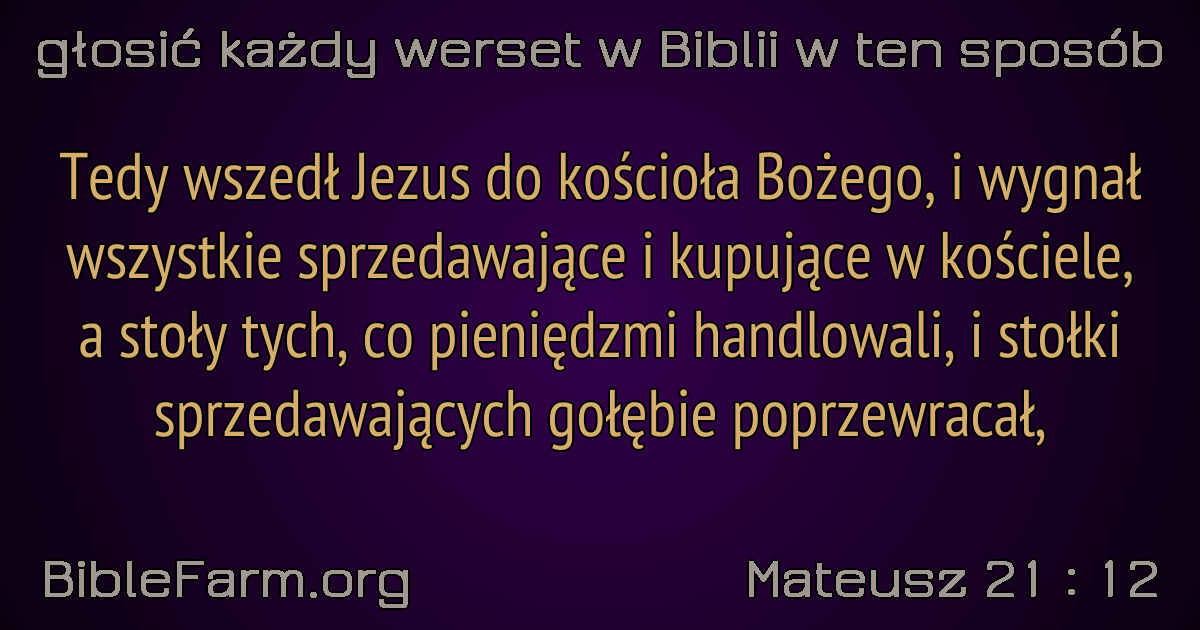 głosić każdy werset w Biblii w ten sposób
Tedy wszedł Jezus do kościoła Bożego, i wygnał
wszystkie sprzedawające i kupujące w kościele,
a stoły tych, co pieniędzmi handlowali, i stołki
sprzedawających gołębie poprzewracał,
BibleFarm.org
Mateusz 21 : 12